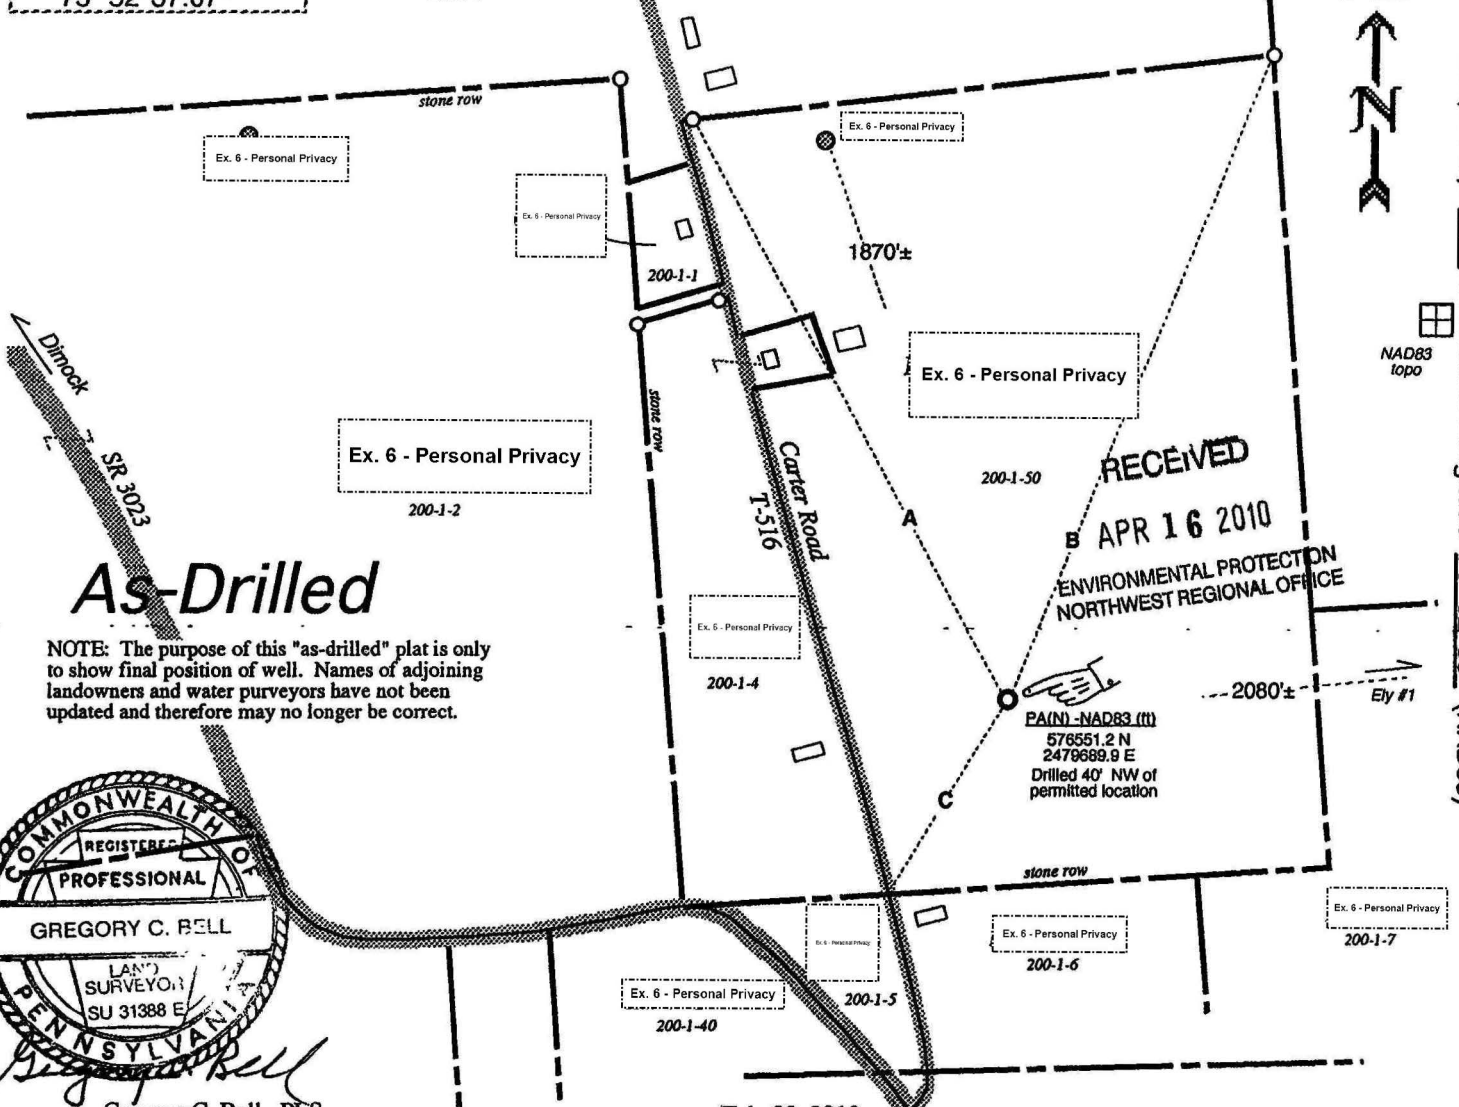 stone row
Ex. 6 - Personal Privacy
Ex. 6 - Personal Privacy
Ex. 6 - Personal Privacy
N
1870'±
200-1-1
Dimock
NAD83
topo
Ex. 6 - Personal Privacy
stone row
SR 3023
Ex. 6 - Personal Privacy
200-1-2
Carter Road
T-516
200-1-50
RECEIVED
APR 16 2010
ENVIRONMENTAL PROTECTION
NORTHWEST REGIONAL OFFICE
A
B
As-Drilled
NOTE: The purpose of this "as-drilled" plat is only
to show final position of well. Names of adjoining
landowners and water purveyors have not been
updated and therefore may no longer be correct.
Ex. 6 - Personal Privacy
200-1-4
2080'±
Ely #1
PA(N) -NAD83 (ft)
576551.2 N
2479689.9 E
Drilled 40' NW of
permitted location
C
COMMONWEALTH OF
REGISTERED
PROFESSIONAL
GREGORY C. BELL
LAND
SURVEYOR
SU 31388 E
PENNSYLVANIA
stone row
Ex. 6 - Personal Privacy
200-1-7
Ex. 6 - Personal Privacy
200-1-6
Ex. 6 - Personal Privacy
200-1-5
Ex. 6 - Personal Privacy
200-1-40
Gregory C. Bell